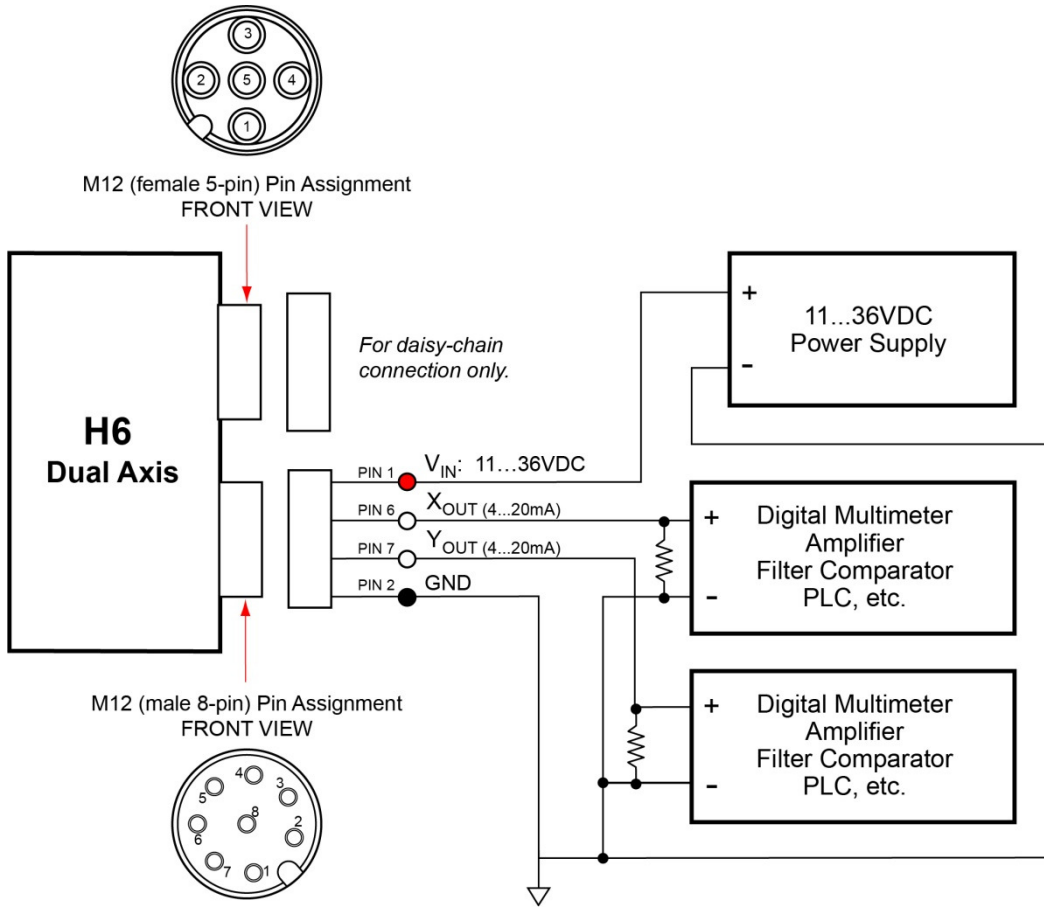 3
2 5 4
1
M12 (female 5-pin) Pin Assignment
FRONT VIEW
H6
Dual Axis
For daisy-chain
connection only.
+
11...36VDC
Power Supply
-
PIN 1 VIN: 11...36VDC
PIN 6 XOUT (4...20mA)
PIN 7 YOUT (4...20mA)
PIN 2 GND
+
Digital Multimeter
Amplifier
Filter Comparator
PLC, etc.
-
+
Digital Multimeter
Amplifier
Filter Comparator
PLC, etc.
-
M12 (male 8-pin) Pin Assignment
FRONT VIEW
4
5 3
6 8 2
7 1